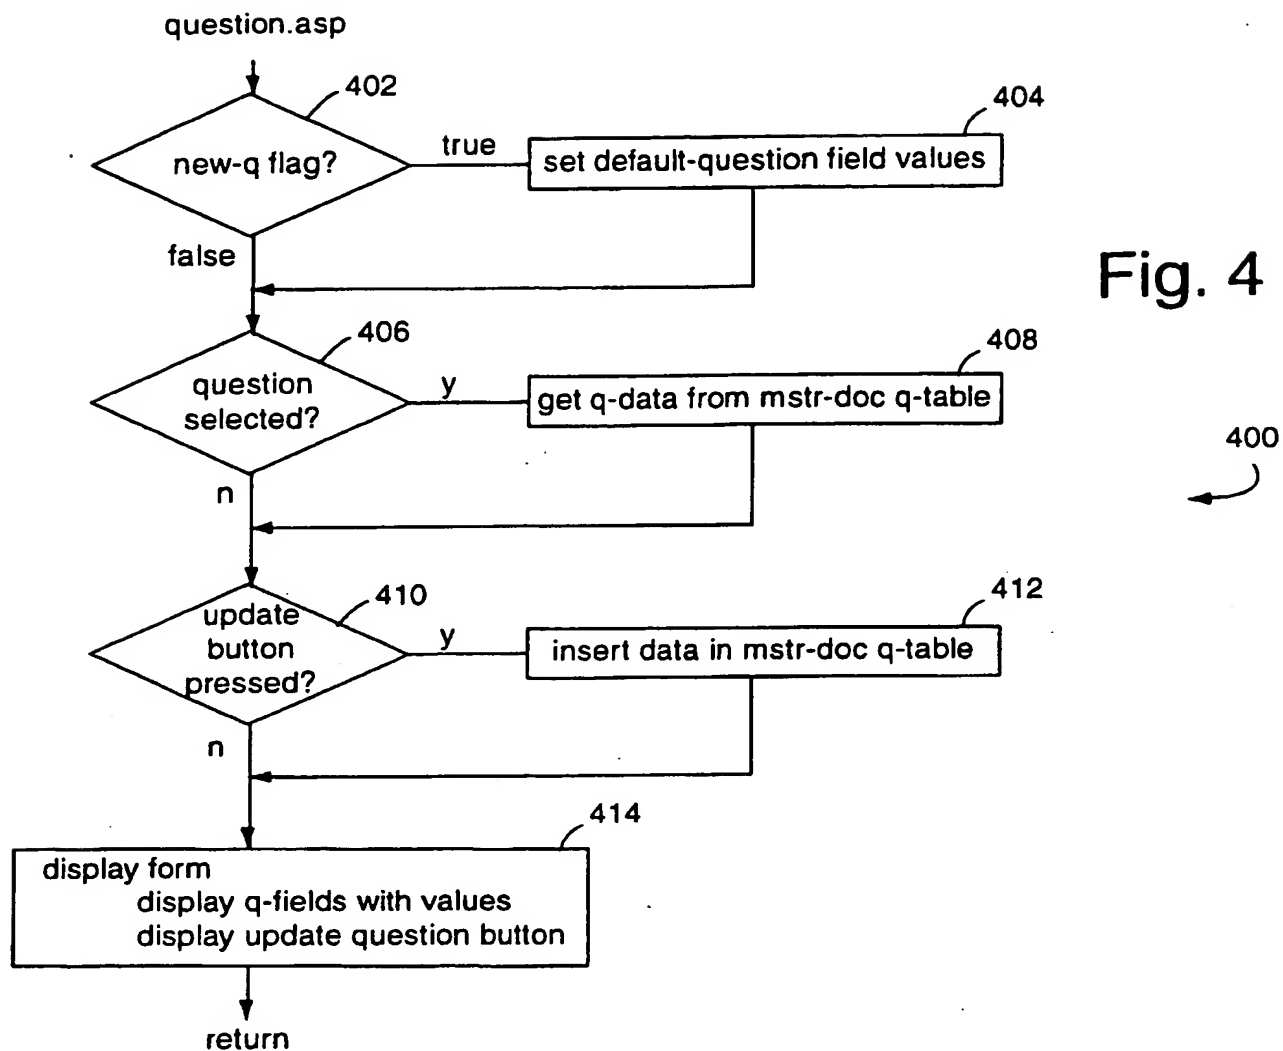 question.asp
402
404
new-q flag?
true
set default-question field values
false
Fig. 4
406
408
question
selected?
y
get q-data from mstr-doc q-table
400
n
410
412
update
button
pressed?
y
insert data in mstr-doc q-table
n
414
display form
display q-fields with values
display update question button
return